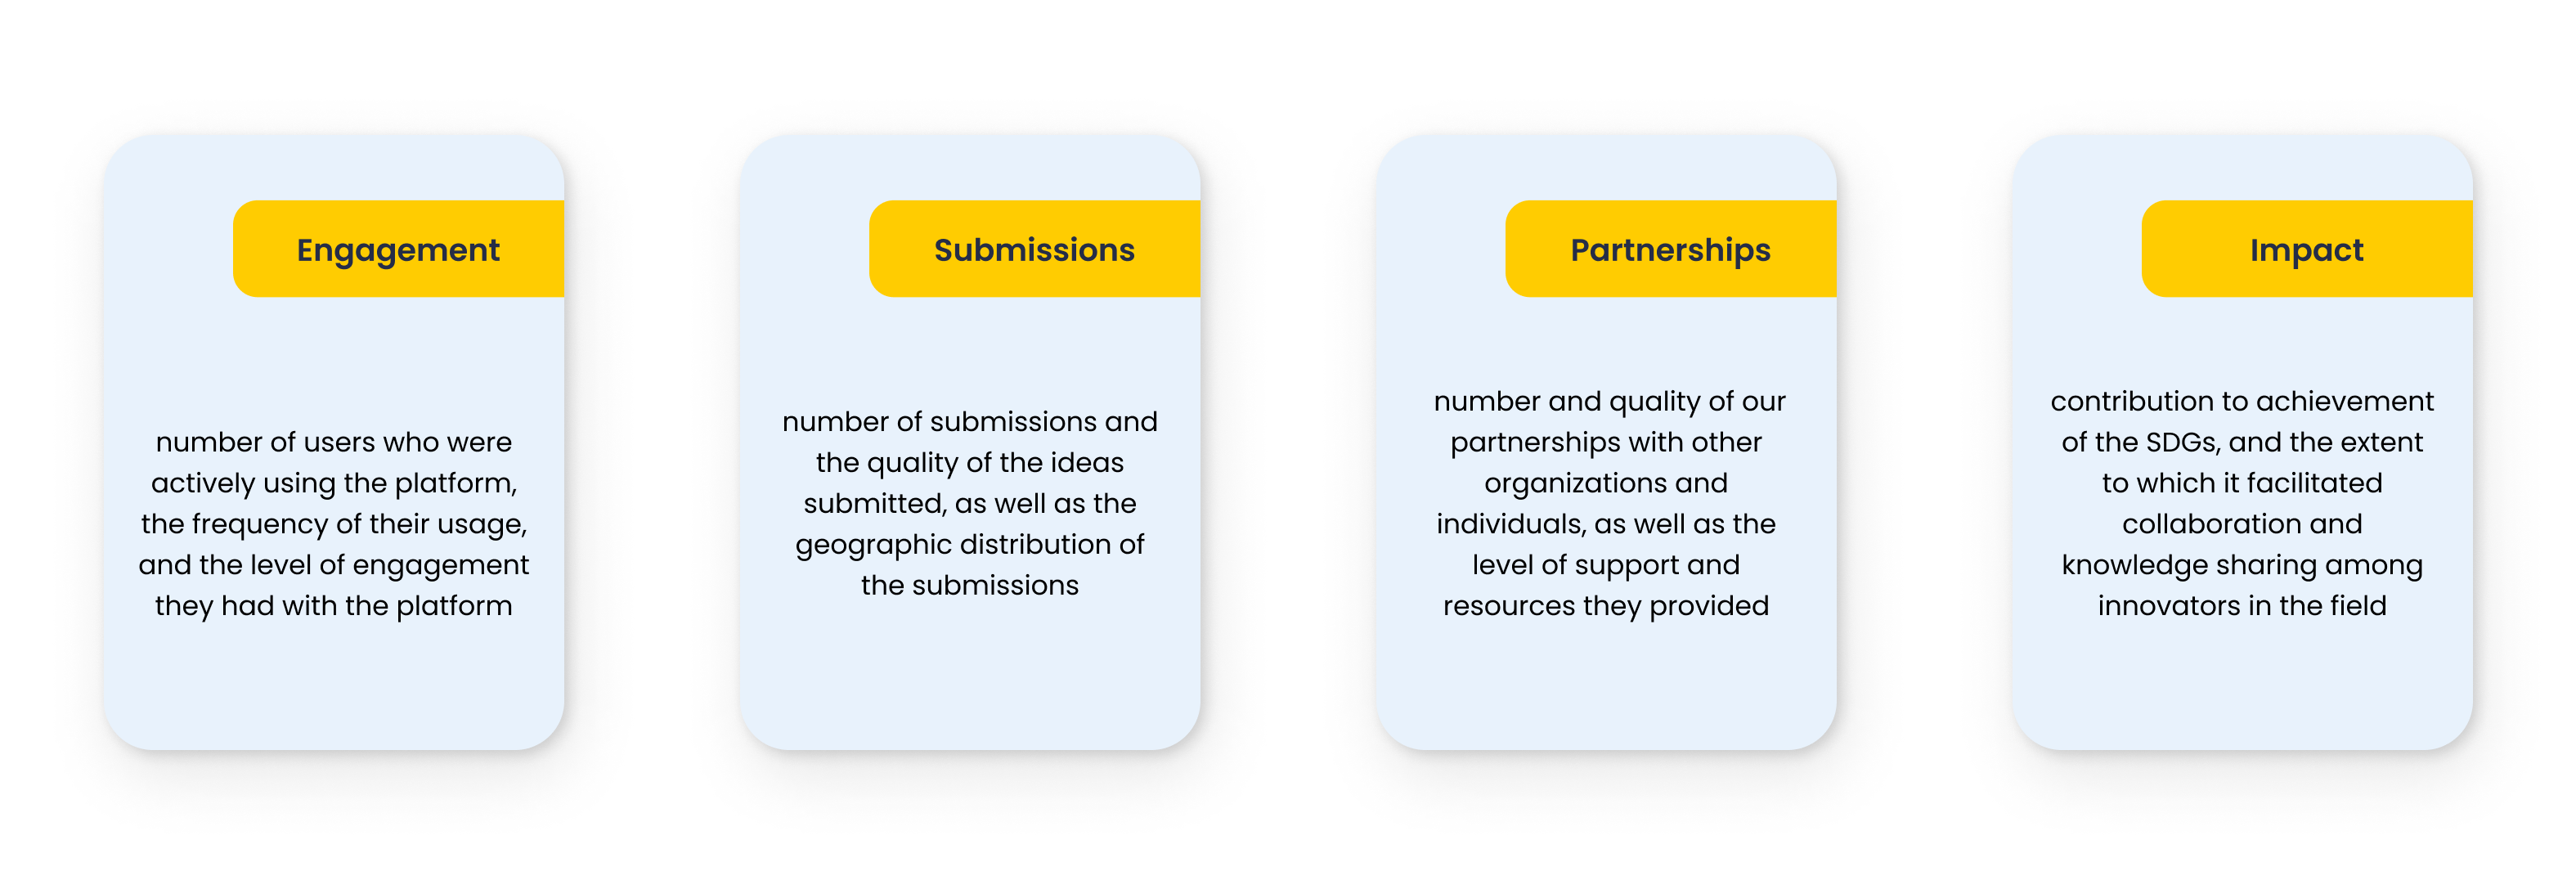 Engagement
number of users who were
actively using the platform,
the frequency of their usage,
and the level of engagement
they had with the platform
Submissions
number of submissions and
the quality of the ideas
submitted, as well as the
geographic distribution of
the submissions
Partnerships
number and quality of our
partnerships with other
organizations and
individuals, as well as the
level of support and
resources they provided
Impact
contribution to achievement
of the SDGs, and the extent
to which it facilitated
collaboration and
knowledge sharing among
innovators in the field